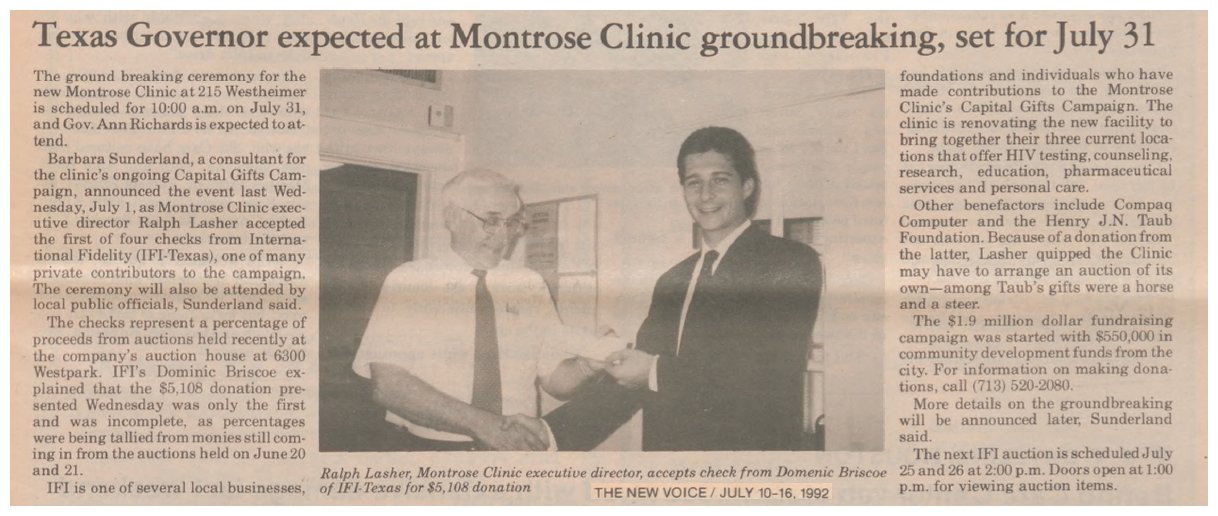 Texas Governor expected at Montrose Clinic groundbreaking, set for July 31
The ground breaking ceremony for the
new Montrose Clinic at 215 Westheimer
is scheduled for 10:00 a.m. on July 31,
and Gov. Ann Richards is expected to at-
tend.
Barbara Sunderland, a consultant for
the clinic's ongoing Capital Gifts Cam-
paign, announced the event last Wed-
nesday, July 1, as Montrose Clinic exec-
utive director Ralph Lasher accepted
the first of four checks from Interna-
tional Fidelity (IFI-Texas), one of many
private contributors to the campaign.
The ceremony will also be attended by
local public officials, Sunderland said.
The checks represent a percentage of
proceeds from auctions held recently at
the company's auction house at 6300
Westpark. IFI's Dominic Briscoe ex-
plained that the $5,108 donation pre-
sented Wednesday was only the first
and was incomplete, as percentages
were being tallied from monies still com-
ing in from the auctions held on June 20
and 21.
IFI is one of several local businesses,
foundations and individuals who have
made contributions to the Montrose
Clinic's Capital Gifts Campaign. The
clinic is renovating the new facility to
bring together their three current loca-
tions that offer HIV testing, counseling,
research, education, pharmaceutical
services and personal care.
Other benefactors include Compaq
Computer and the Henry J.N. Taub
Foundation. Because of a donation from
the latter, Lasher quipped the Clinic
may have to arrange an auction of its
own—among Taub's gifts were a horse
and a steer.
The $1.9 million dollar fundraising
campaign was started with $550,000 in
community development funds from the
city. For information on making dona-
tions, call (713) 520-2080.
More details on the groundbreaking
will be announced later, Sunderland
said.
The next IFI auction is scheduled July
25 and 26 at 2:00 p.m. Doors open at 1:00
p.m. for viewing auction items.
Ralph Lasher, Montrose Clinic executive director, accepts check from Domenic Briscoe
of IFI-Texas for $5,108 donation
THE NEW VOICE / JULY 10-16, 1992